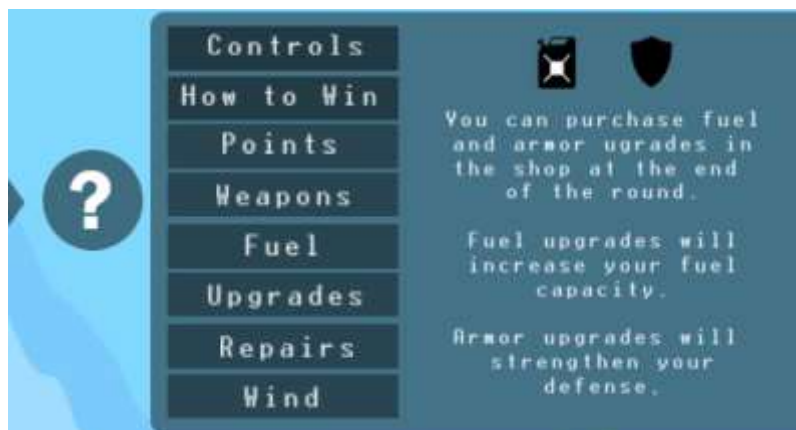 ?
Controls
How to Win
Points
Weapons
Fuel
Upgrades
Repairs
Wind
You can purchase fuel
and armor ugrades in
the shop at the end
of the round.
Fuel upgrades will
increase your fuel
capacity.
Armor upgrades will
strengthen your
defense.